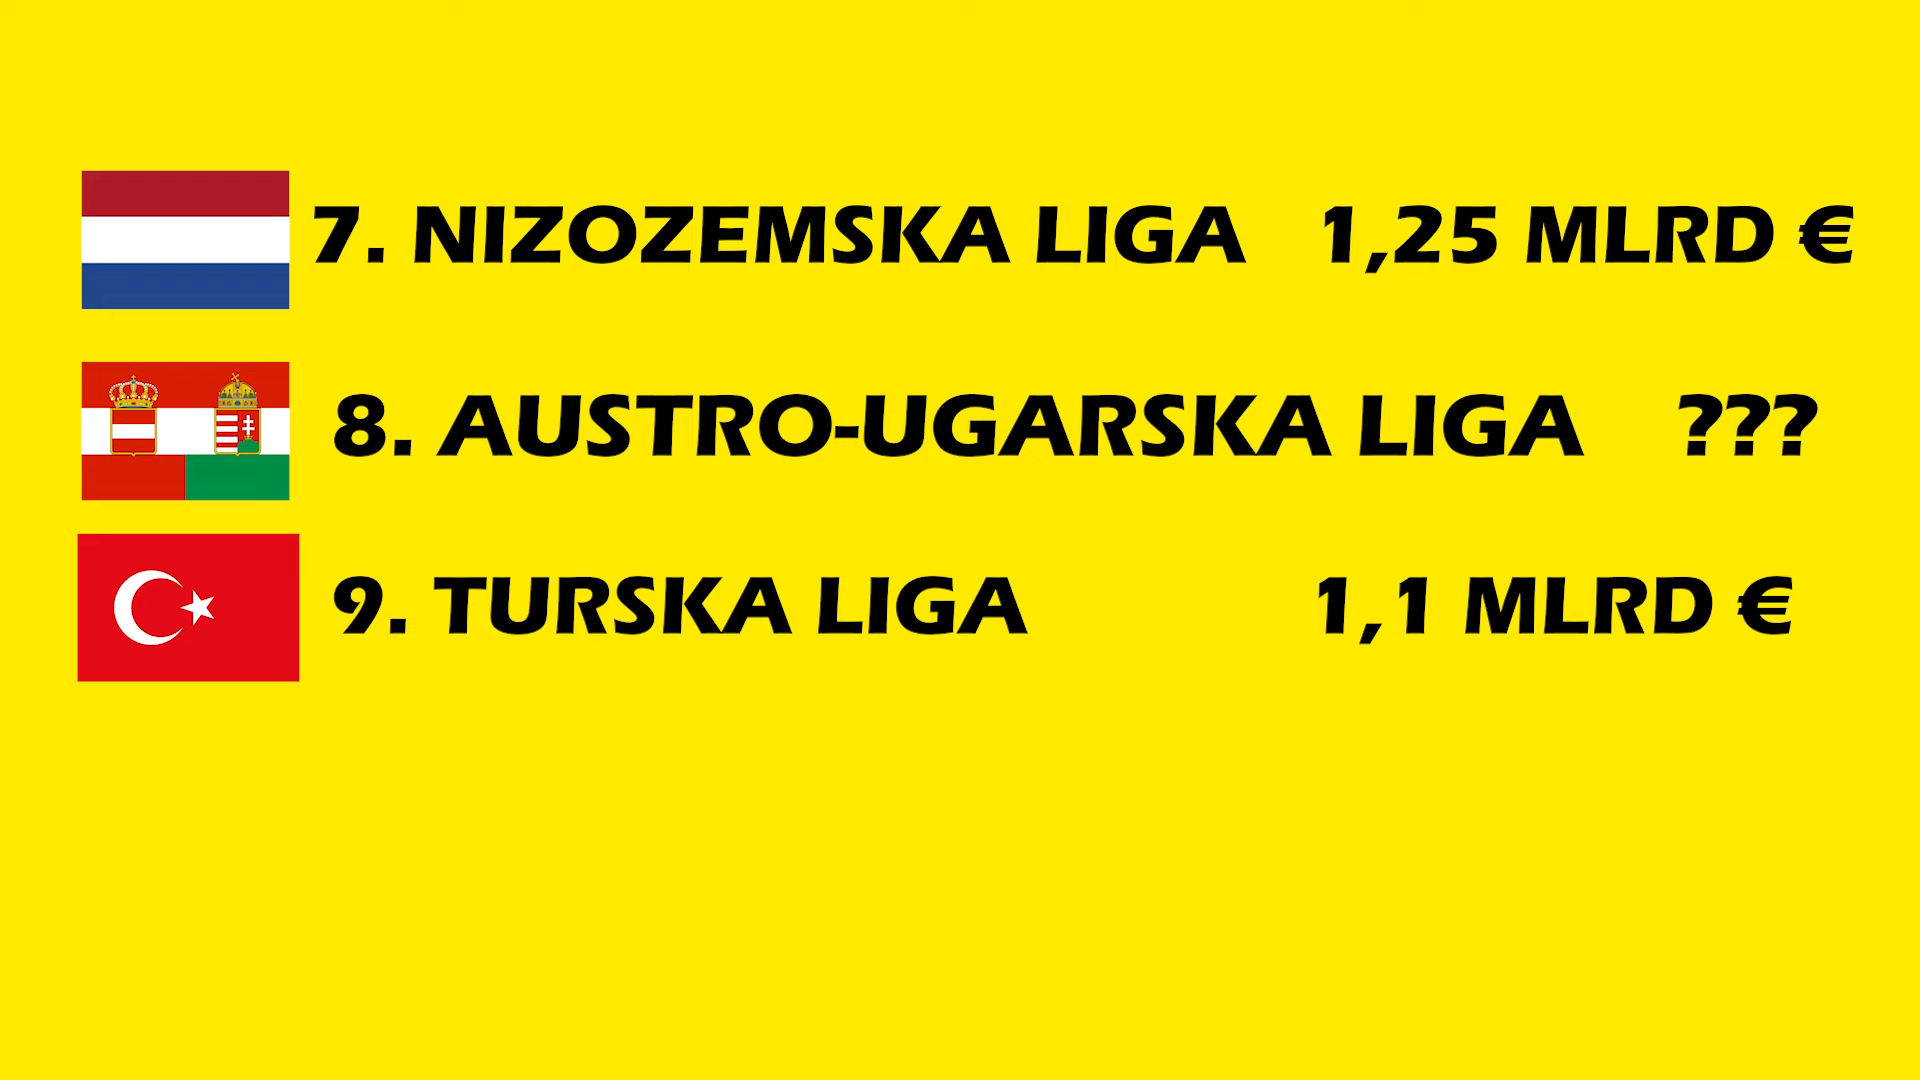 7. NIZOZEMSKA LIGA 1,25 MLRD €
8. AUSTRO-UGARSKA LIGA ???
9. TURSKA LIGA 1,1 MLRD €